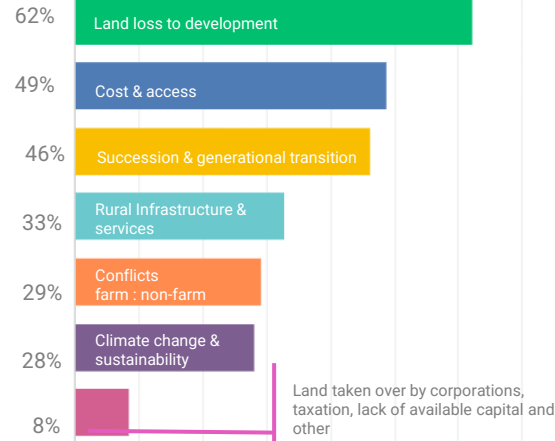 62%
Land loss to development
49%
Cost & access
46%
Succession & generational transition
33%
Rural Infrastructure &
services
29%
Conflicts
farm : non-farm
28%
Climate change &
sustainability
8%
Land taken over by corporations,
taxation, lack of available capital and
other